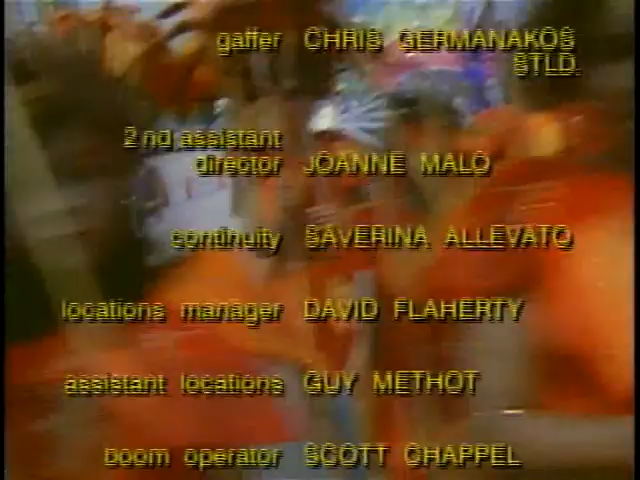 gaffer CHRIS GERMANAKOS
STLD.
2nd assistant
director JOANNE MALO
continuity SAVERINA ALLEVATO
locations manager DAVID FLAHERTY
assistant locations GUY METHOT
boom operator SCOTT CHAPPEL